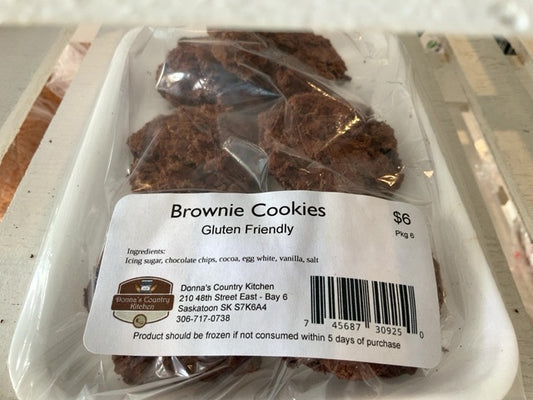 Brownie Cookies
Gluten Friendly
$6
Pkg 6
Ingredients:
Icing sugar, chocolate chips, cocoa, egg white, vanilla, salt
Donna's Country
Kitchen
Donna's Country Kitchen
210 48th Street East - Bay 6
Saskatoon SK S7K6A4
306-717-0738
7 45687 30925 0
Product should be frozen if not consumed within 5 days of purchase